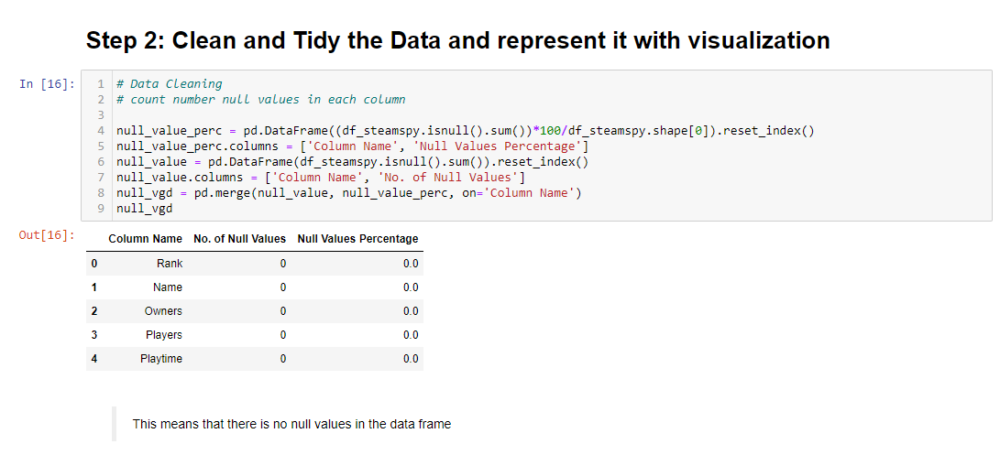 Step 2: Clean and Tidy the Data and represent it with visualization
In [16]:
1 # Data Cleaning
2 # count number null values in each column
3
4 null_value_perc = pd.DataFrame((df_steamspy.isnull().sum())*100/df_steamspy.shape[0]).reset_index()
5 null_value_perc.columns = ['Column Name', 'Null Values Percentage']
6 null_value = pd.DataFrame(df_steamspy.isnull().sum()).reset_index()
7 null_value.columns = ['Column Name', 'No. of Null Values']
8 null_vgd = pd.merge(null_value, null_value_perc, on='Column Name')
9 null_vgd
Out[16]:
Column Name No. of Null Values Null Values Percentage
0 Rank 0 0.0
1 Name 0 0.0
2 Owners 0 0.0
3 Players 0 0.0
4 Playtime 0 0.0
This means that there is no null values in the data frame